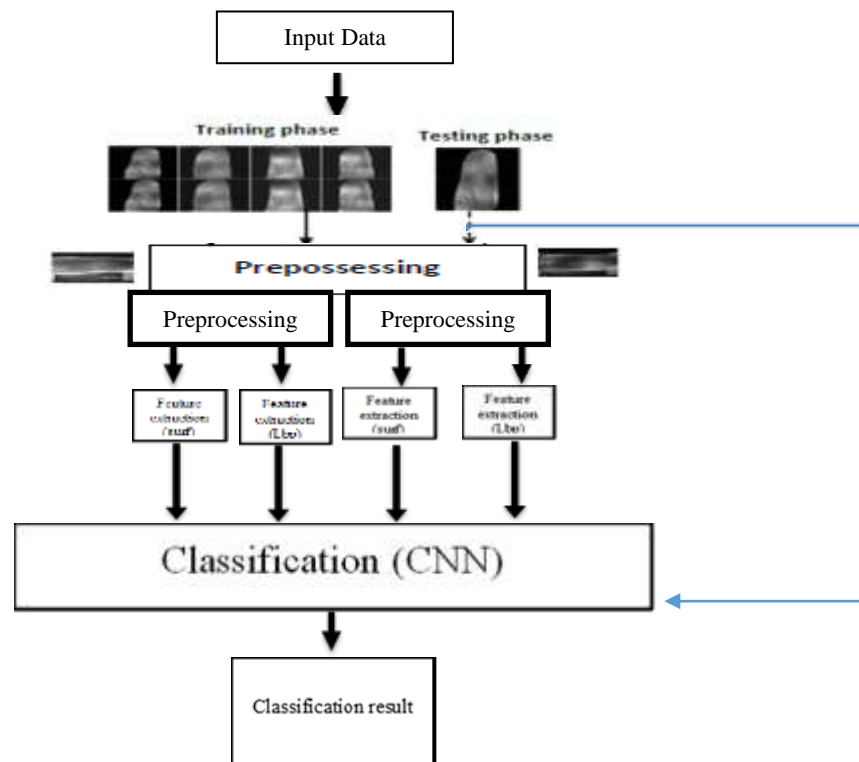 Input Data
Training phase
Testing phase
Prepossessing
Preprocessing
Preprocessing
Feature
extraction
(surf)
Feature
extraction
(Lbp)
Feature
extraction
(surf)
Feature
extraction
(Lbp)
Classification (CNN)
Classification result